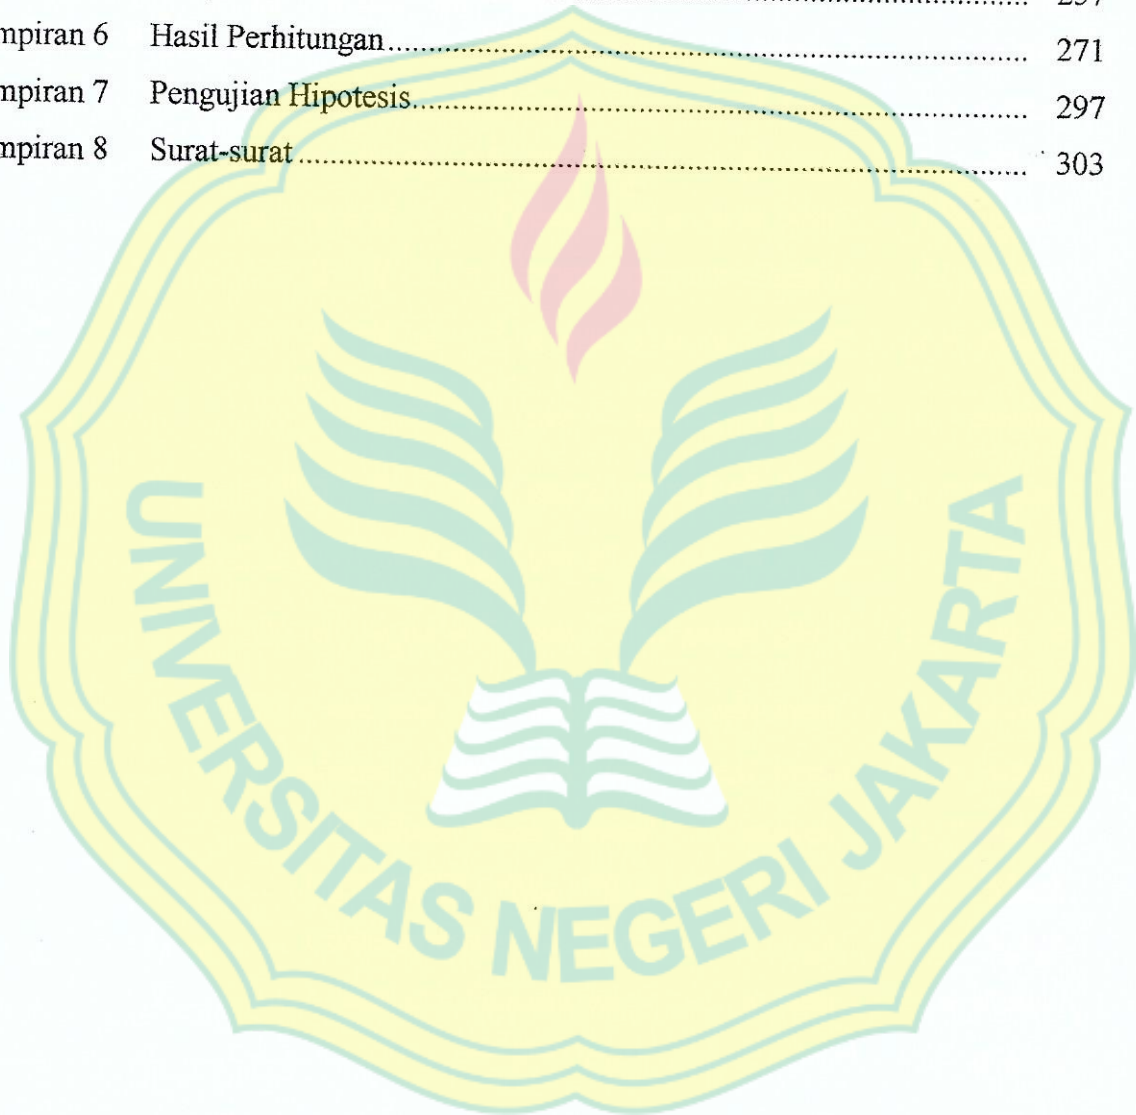 mpiran 6 Hasil Perhitungan........................................ 271
mpiran 7 Pengujian Hipotesis........................................ 297
mpiran 8 Surat-surat........................................ 303
UNIVERSITAS NEGERI JAKARTA